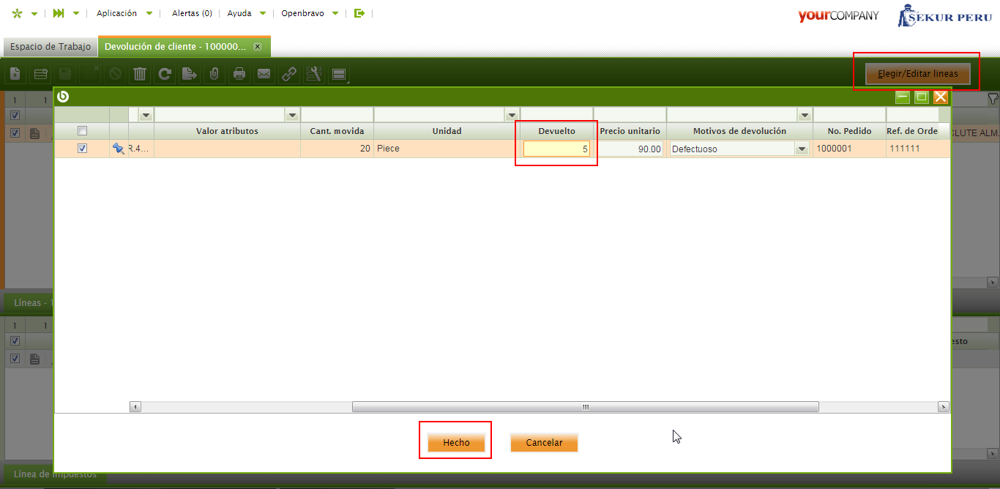 Aplicación Alertas (0) Ayuda Openbravo
yourCOMPANY SEKUR PERU
Espacio de Trabajo Devolución de cliente - 100000... x
Elegir/Editar lineas
1 1
Valor atributos Cant. movida Unidad Devuelto Precio unitario Motivos de devolución No. Pedido Ref. de Orde
R.4... 20 Piece 5 90.00 Defectuoso 1000001 111111
CLUTE ALM.
Líneas - 1
1 1
esto
Hecho Cancelar
Línea de Impuestos